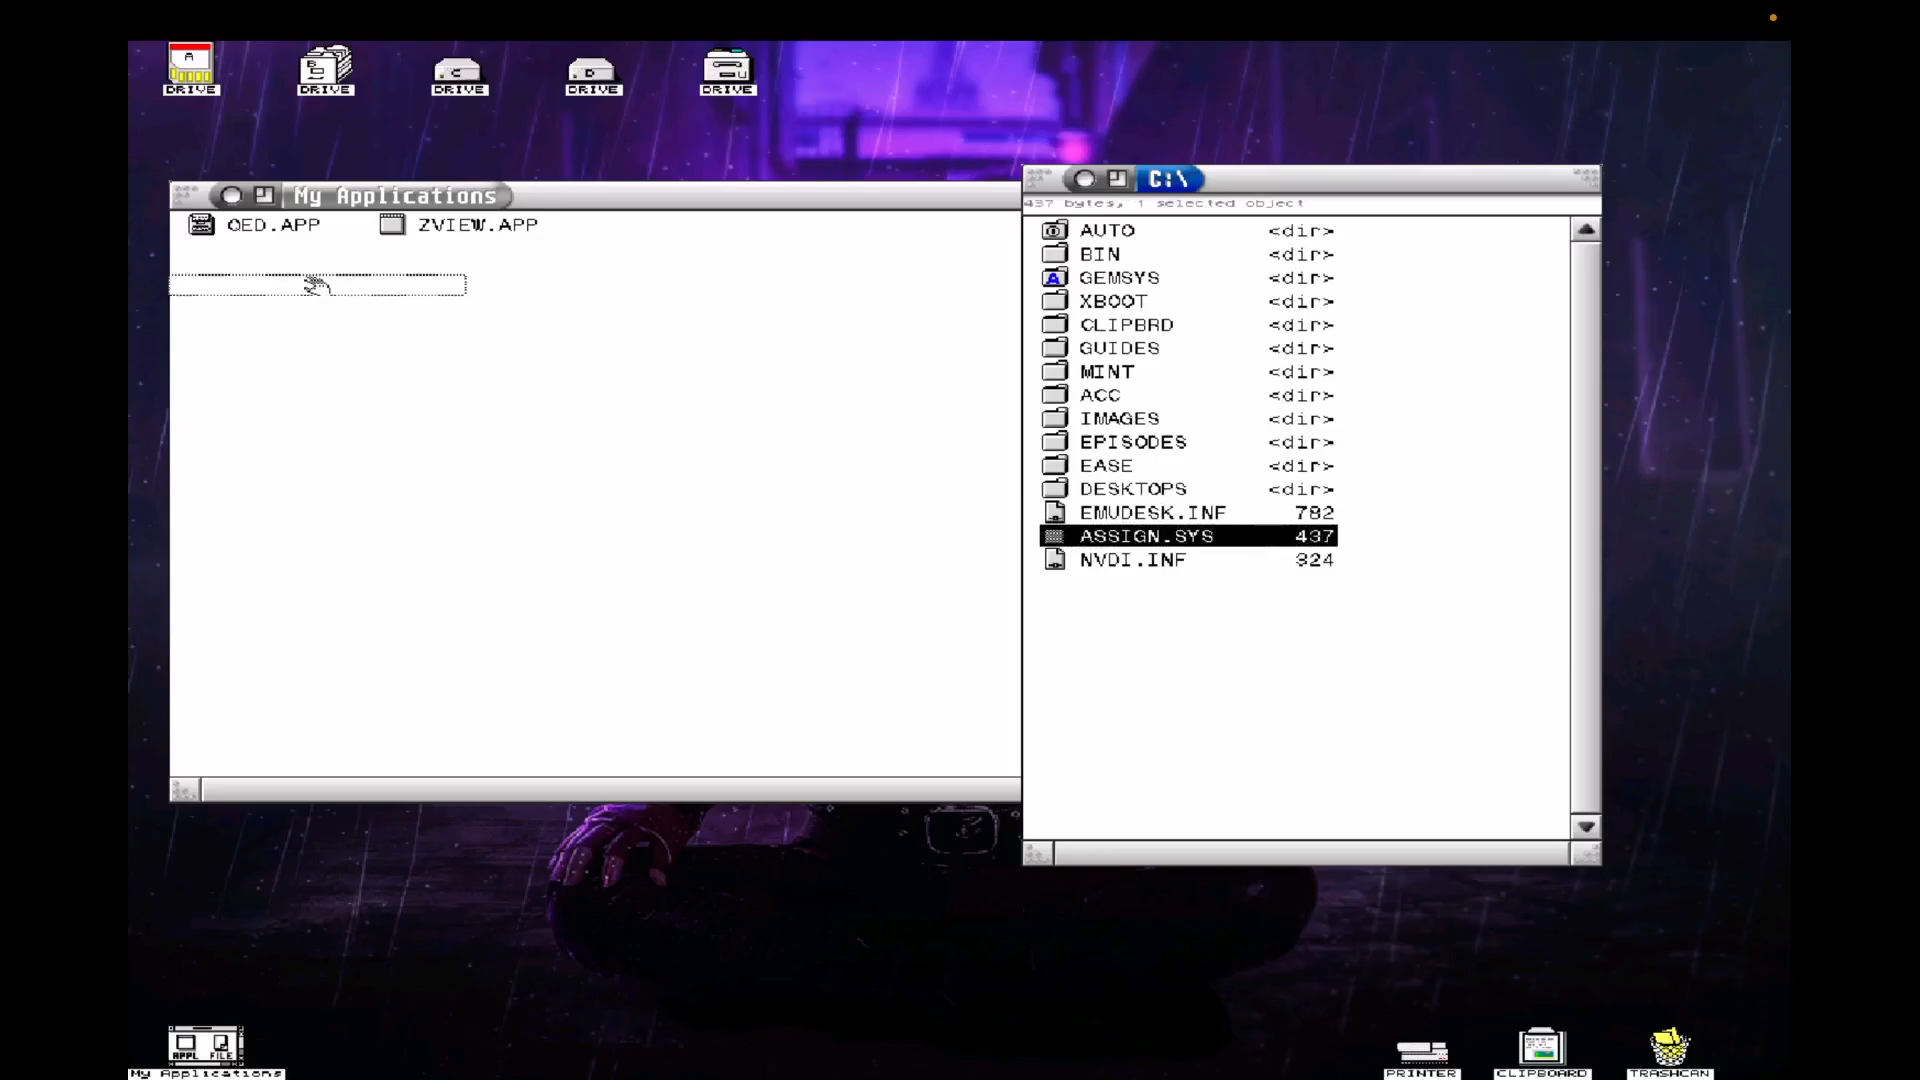 A
B
C
D
DRIVE
DRIVE
DRIVE
DRIVE
DRIVE
My Applications
QED.APP
ZVIEW.APP
C:\
437 bytes, 1 selected object
AUTO <dir>
BIN <dir>
GEMSYS <dir>
XBOOT <dir>
CLIPBRD <dir>
GUIDES <dir>
MINT <dir>
ACC <dir>
IMAGES <dir>
EPISODES <dir>
EASE <dir>
DESKTOPS <dir>
EMUDESK.INF 782
ASSIGN.SYS 437
NVDI.INF 324
APPL FILE
My Applications
PRINTER
CLIPBOARD
TRASHCAN